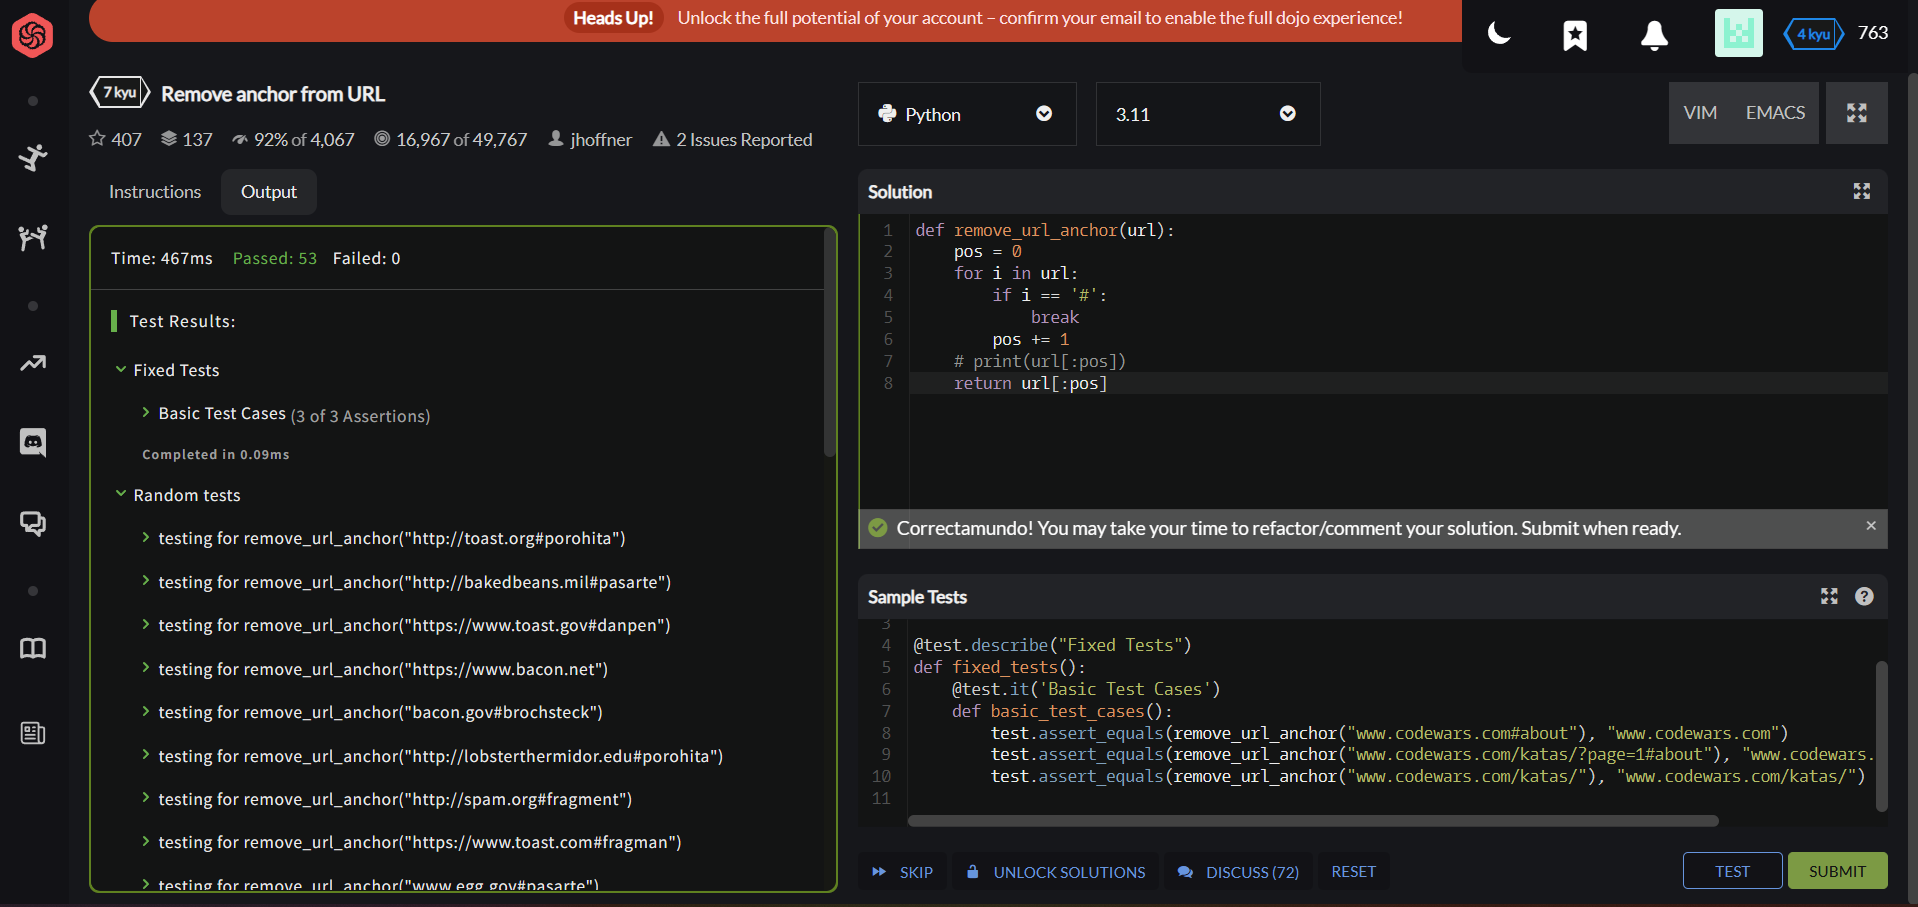 Heads Up! Unlock the full potential of your account – confirm your email to enable the full dojo experience!
4 kyu 763
7 kyu Remove anchor from URL
407 137 92% of 4,067 16,967 of 49,767 jhoffner 2 Issues Reported
Python 3.11 VIM EMACS
Instructions Output
Time: 467ms Passed: 53 Failed: 0
Test Results:
Fixed Tests
Basic Test Cases (3 of 3 Assertions)
Completed in 0.09ms
Random tests
testing for remove_url_anchor("http://toast.org#porohita")
testing for remove_url_anchor("http://bakedbeans.mil#pasarte")
testing for remove_url_anchor("https://www.toast.gov#danpen")
testing for remove_url_anchor("https://www.bacon.net")
testing for remove_url_anchor("bacon.gov#brochsteck")
testing for remove_url_anchor("http://lobsterthermidor.edu#porohita")
testing for remove_url_anchor("http://spam.org#fragment")
testing for remove_url_anchor("https://www.toast.com#fragman")
testing for remove_url_anchor("www.egg.gov#pasarte")
Solution
1 def remove_url_anchor(url):
2 pos = 0
3 for i in url:
4 if i == '#':
5 break
6 pos += 1
7 # print(url[:pos])
8 return url[:pos]
Correctamundo! You may take your time to refactor/comment your solution. Submit when ready.
Sample Tests
3
4 @test.describe("Fixed Tests")
5 def fixed_tests():
6 @test.it('Basic Test Cases')
7 def basic_test_cases():
8 test.assert_equals(remove_url_anchor("www.codewars.com#about"), "www.codewars.com")
9 test.assert_equals(remove_url_anchor("www.codewars.com/katas/?page=1#about"), "www.codewars.
10 test.assert_equals(remove_url_anchor("www.codewars.com/katas/"), "www.codewars.com/katas/")
11
SKIP UNLOCK SOLUTIONS DISCUSS (72) RESET TEST SUBMIT